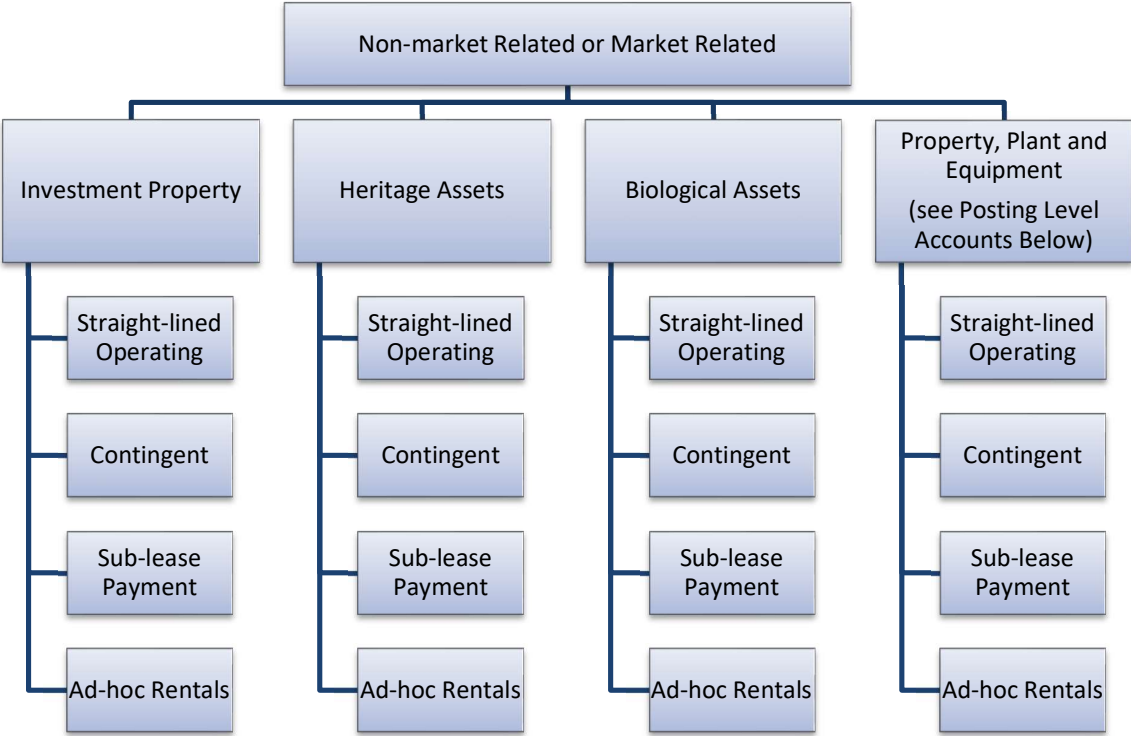 Non-market Related or Market Related
Investment Property
Heritage Assets
Biological Assets
Property, Plant and
Equipment
(see Posting Level
Accounts Below)
Straight-lined
Operating
Contingent
Sub-lease
Payment
Ad-hoc Rentals
Straight-lined
Operating
Contingent
Sub-lease
Payment
Ad-hoc Rentals
Straight-lined
Operating
Contingent
Sub-lease
Payment
Ad-hoc Rentals
Straight-lined
Operating
Contingent
Sub-lease
Payment
Ad-hoc Rentals